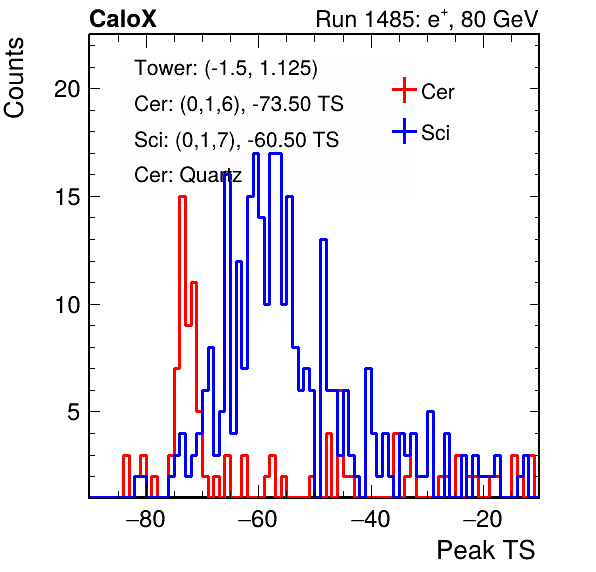 CaloX Run 1485: e⁺, 80 GeV
Counts
Tower: (-1.5, 1.125)
Cer: (0,1,6), -73.50 TS
Sci: (0,1,7), -60.50 TS
Cer: Quartz
Cer
Sci
20
15
10
5
−80 −60 −40 −20
Peak TS